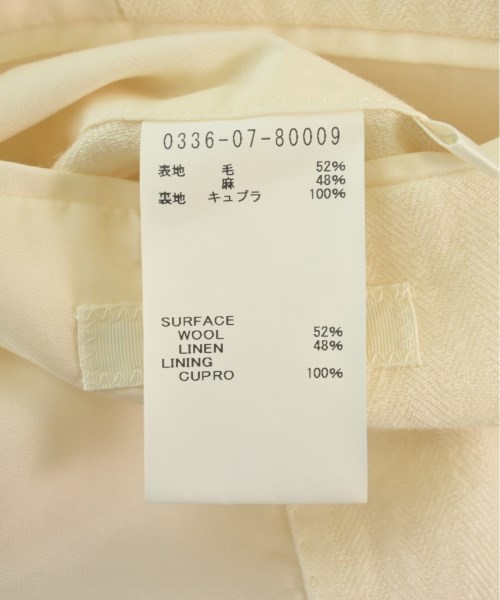 0336-07-80009
表地 毛 52%
麻 48%
裏地 キュプラ 100%
SURFACE
WOOL 52%
LINEN 48%
LINING
CUPRO 100%